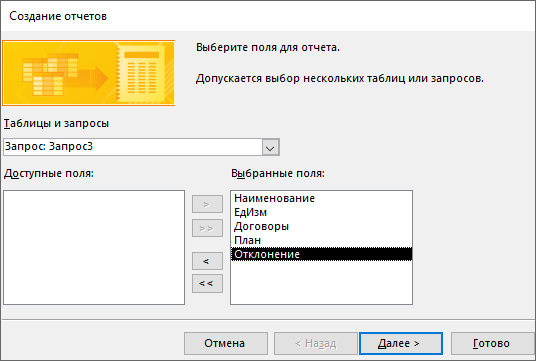 Создание отчетов
Выберите поля для отчета.
Допускается выбор нескольких таблиц или запросов.
Таблицы и запросы
Запрос: Запрос3
Доступные поля:
Выбранные поля:
>
>>
<
<<
Наименование
ЕдИзм
Договоры
План
Отклонение
Отмена
< Назад
Далее >
Готово